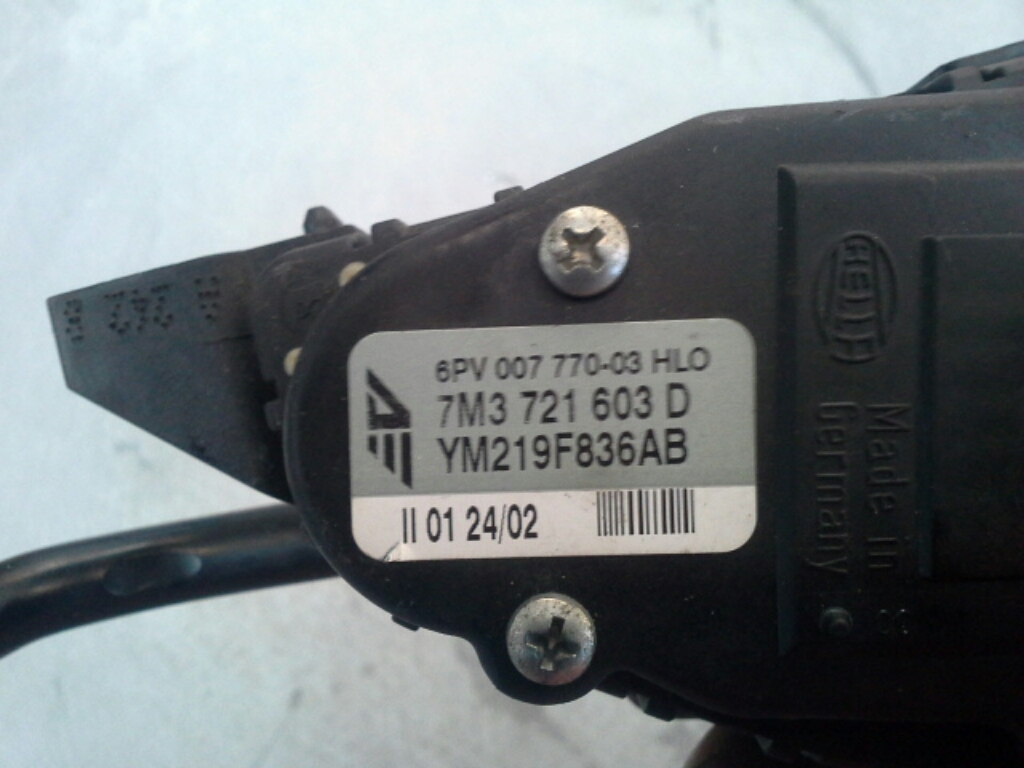 6PV 007 770-03 HLO
7M3 721 603 D
YM219F836AB
II 01 24/02
HELLA
Made in
Germany